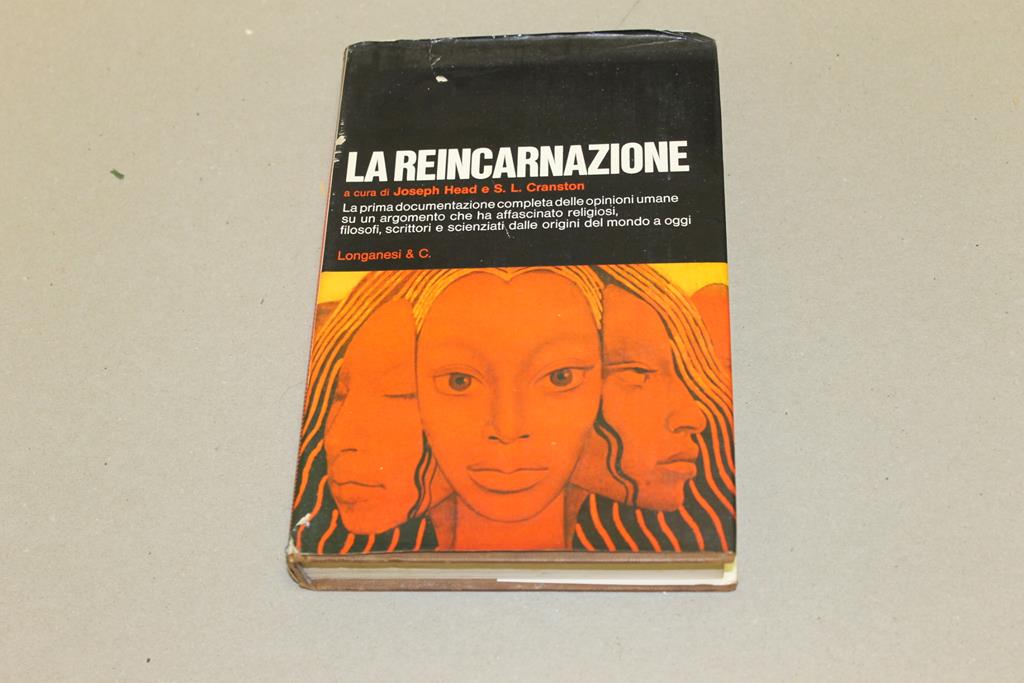 LA REINCARNAZIONE
a cura di Joseph Head e S. L. Cranston
La prima documentazione completa delle opinioni umane
su un argomento che ha affascinato religiosi,
filosofi, scrittori e scienziati dalle origini del mondo a oggi
Longanesi & C.